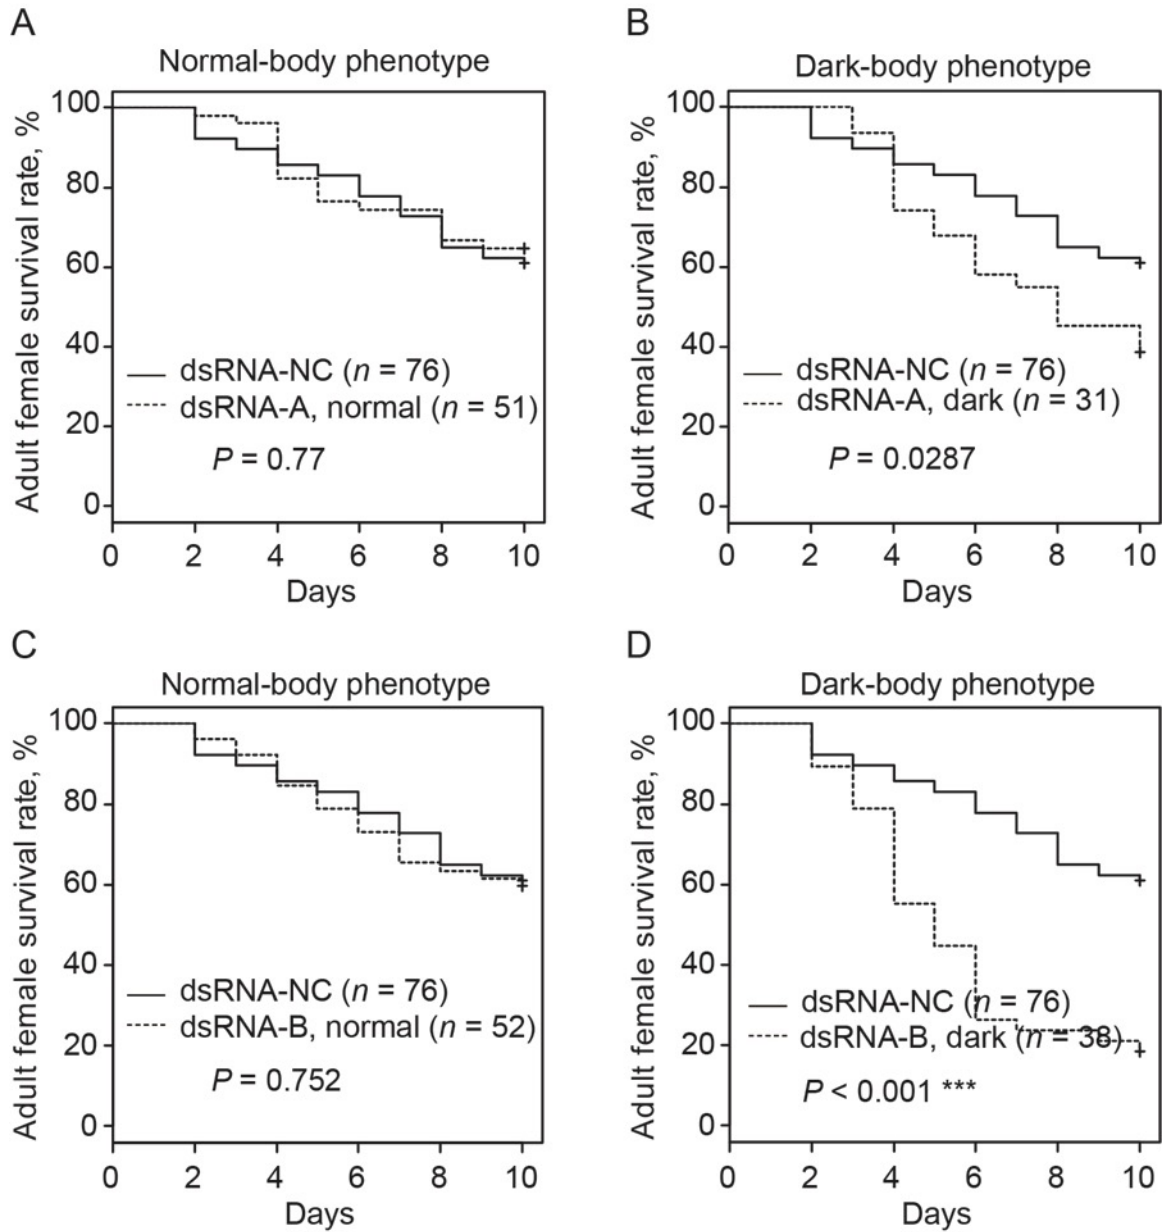 A
Normal-body phenotype
Adult female survival rate, %
100
80
60
40
20
0
dsRNA-NC (n = 76)
dsRNA-A, normal (n = 51)
P = 0.77
0 2 4 6 8 10
Days
B
Dark-body phenotype
Adult female survival rate, %
100
80
60
40
20
0
dsRNA-NC (n = 76)
dsRNA-A, dark (n = 31)
P = 0.0287
0 2 4 6 8 10
Days
C
Normal-body phenotype
Adult female survival rate, %
100
80
60
40
20
0
dsRNA-NC (n = 76)
dsRNA-B, normal (n = 52)
P = 0.752
0 2 4 6 8 10
Days
D
Dark-body phenotype
Adult female survival rate, %
100
80
60
40
20
0
dsRNA-NC (n = 76)
dsRNA-B, dark (n = 38)
P < 0.001 ***
0 2 4 6 8 10
Days